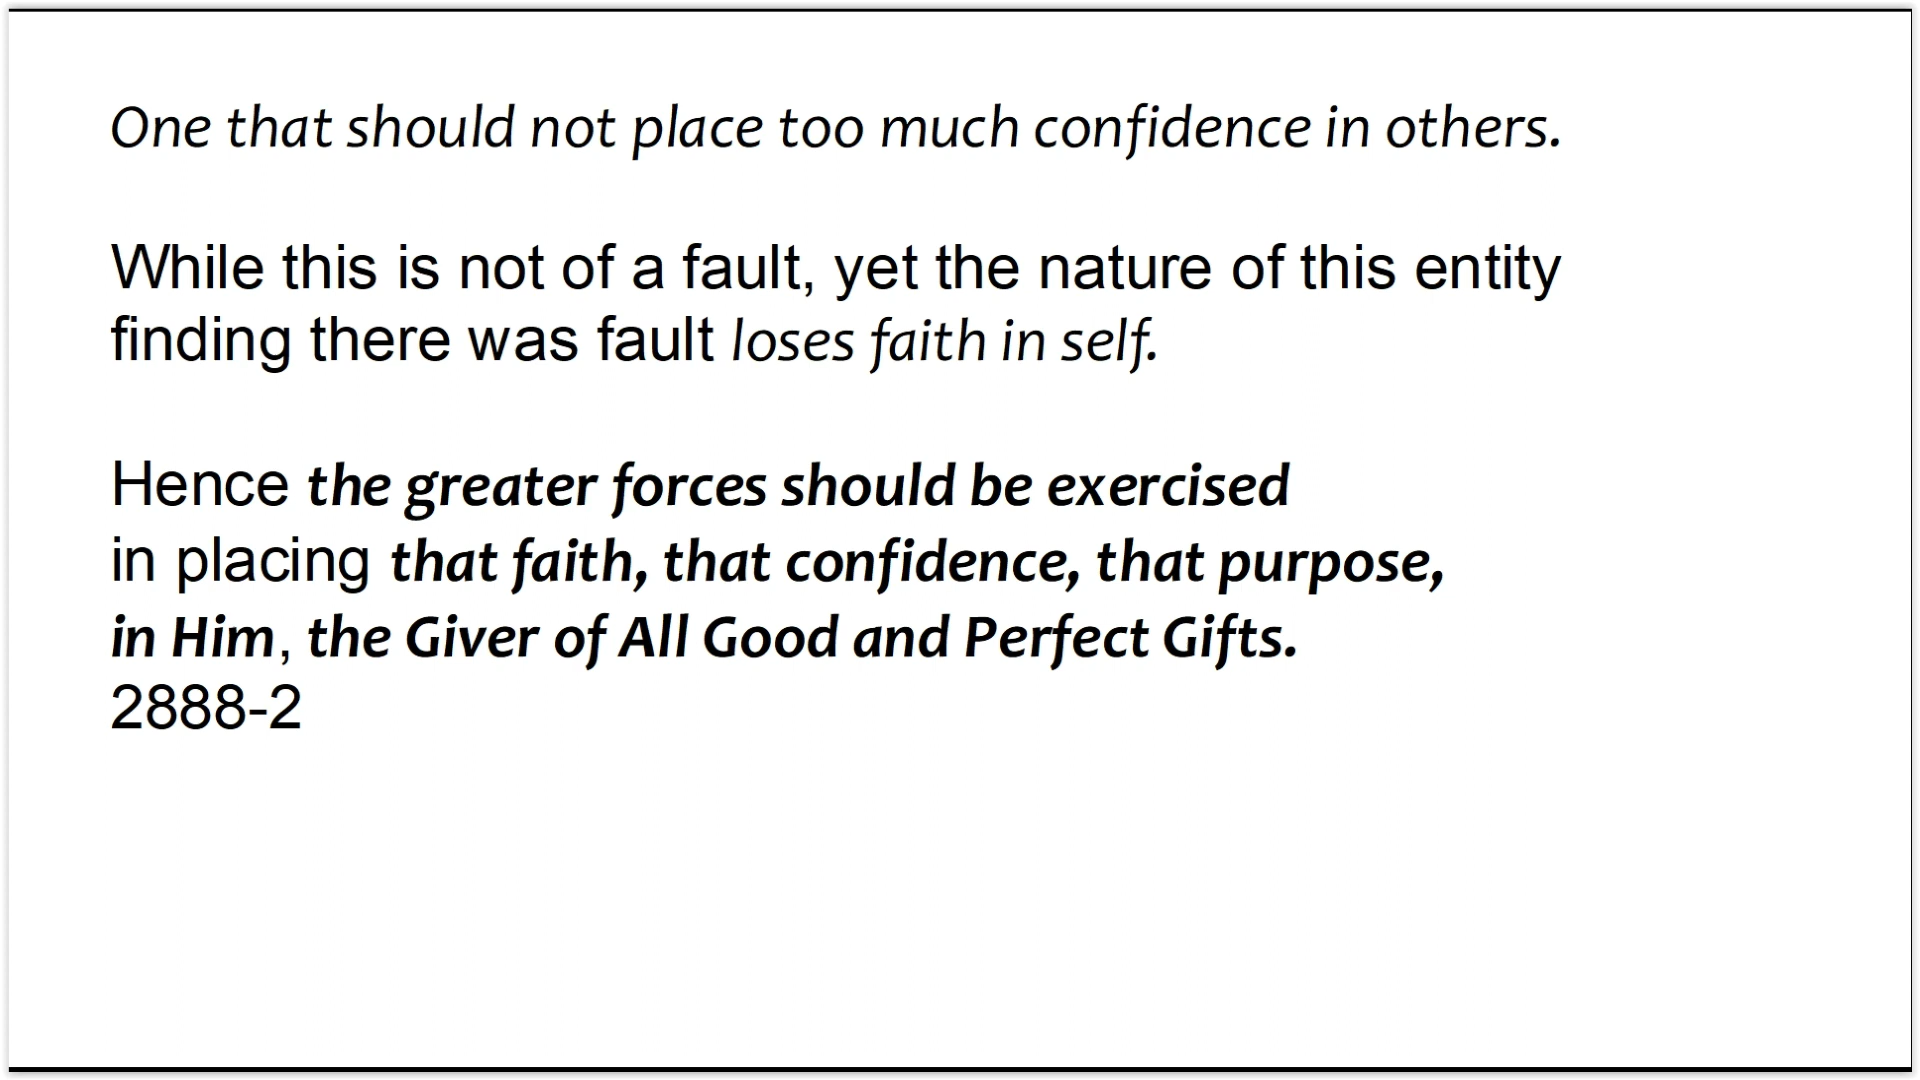 One that should not place too much confidence in others.
While this is not of a fault, yet the nature of this entity
finding there was fault loses faith in self.
Hence the greater forces should be exercised
in placing that faith, that confidence, that purpose,
in Him, the Giver of All Good and Perfect Gifts.
2888-2